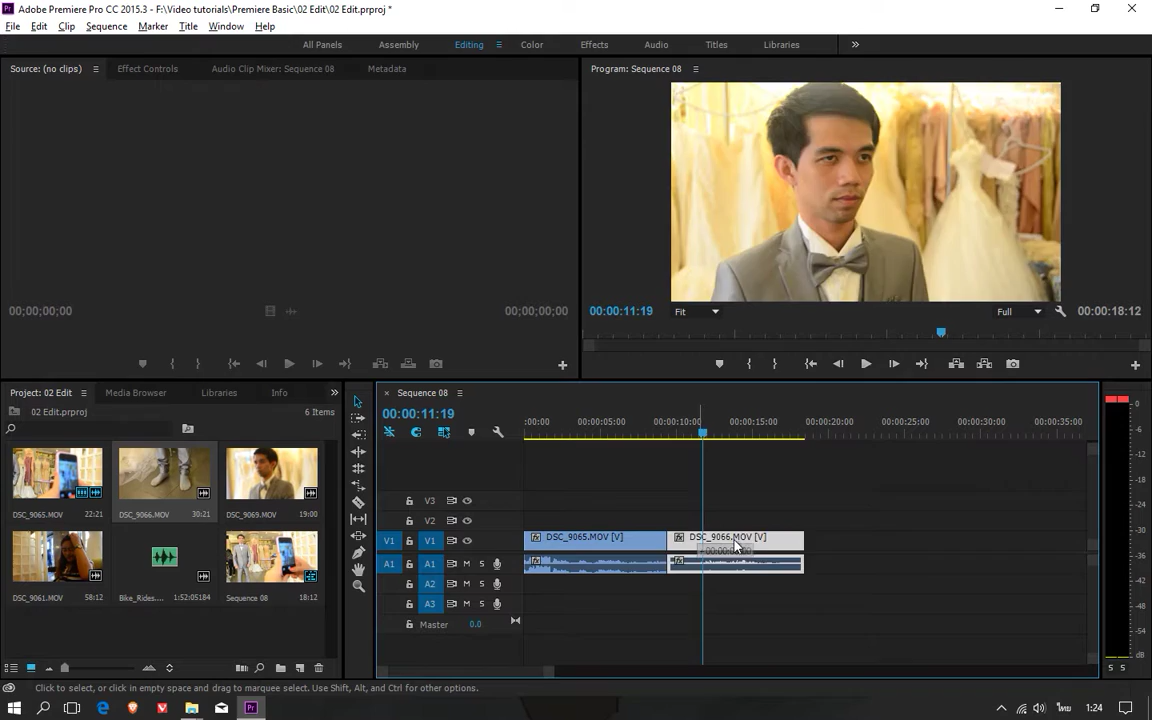 Adobe Premiere Pro CC 2015.3 - F:\Video tutorials\Premiere Basic\02 Edit\02 Edit.prproj *
File Edit Clip Sequence Marker Title Window Help
All Panels Assembly Editing Color Effects Audio Titles Libraries
Source: (no clips) Effect Controls Audio Clip Mixer: Sequence 08 Metadata
Program: Sequence 08
00;00;00;00 00;00;00;00
00:00:11:19 Fit Full 00:00:18:12
Project: 02 Edit Media Browser Libraries Info
02 Edit.prproj 6 Items
DSC_9065.MOV 22:21 DSC_9066.MOV 30:21 DSC_9069.MOV 19:00
DSC_9061.MOV 58:12 Bike_Rides... 1:52:05184 Sequence 08 18:12
Sequence 08
00:00:11:19
:00:00 00:00:05:00 00:00:10:00 00:00:15:00 00:00:20:00 00:00:25:00 00:00:30:00 00:00:35:00
V3
V2
V1 V1 DSC_9065.MOV [V] DSC_9066.MOV [V]
A1 A1 M S
A2 M S
A3 M S
Master 0.0
0
-6
-12
-18
-24
-30
-36
-42
-48
-54
dB
S S
Click to select, or click in empty space and drag to marquee select. Use Shift, Alt, and Ctrl for other options.
ไทย 1:24